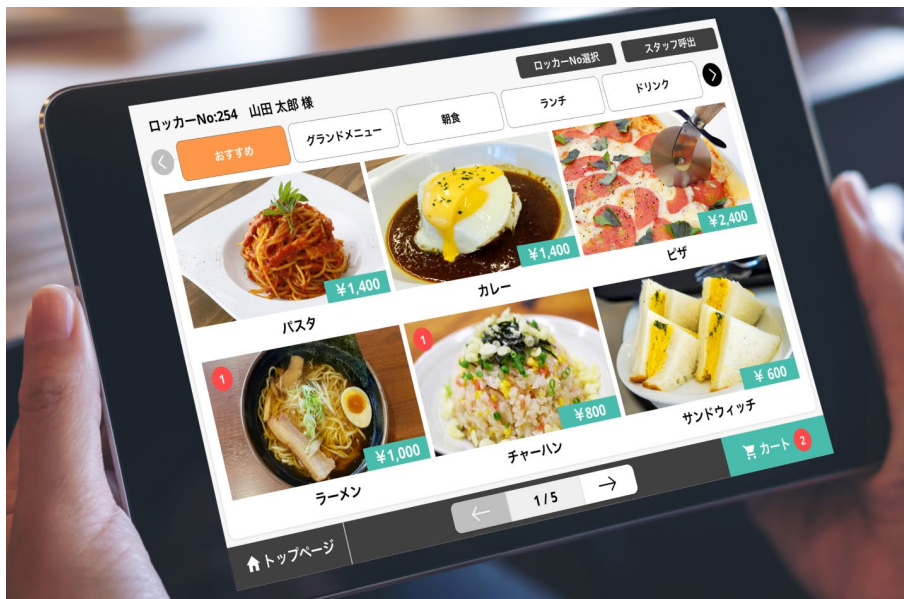 ロッカーNo選択
スタッフ呼出
ロッカーNo:254 山田 太郎 様
おすすめ
グランドメニュー
朝食
ランチ
ドリンク
¥1,400
パスタ
¥1,400
カレー
¥2,400
ピザ
1
¥1,000
ラーメン
1
¥800
チャーハン
¥ 600
サンドウィッチ
トップページ
1/5
カート 2